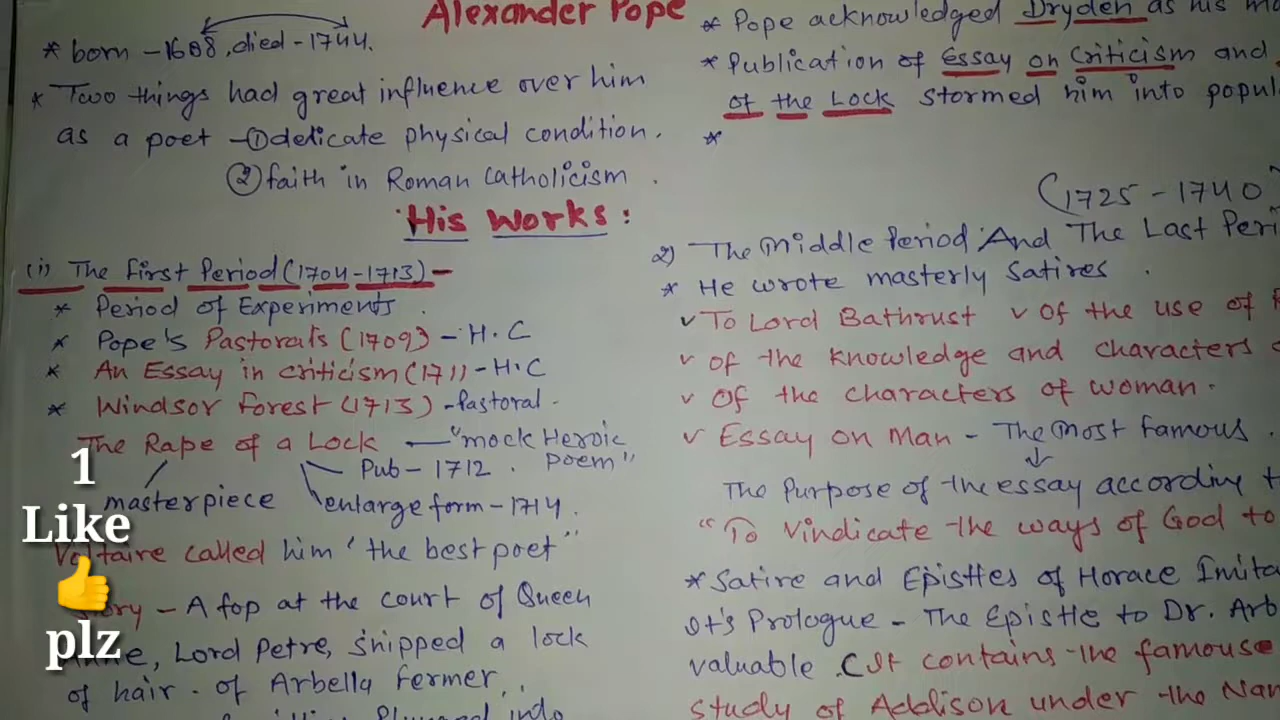 Alexander Pope
* born - 1688, died - 1744.
* Two things had great influence over him
as a poet - ① delicate physical condition.
② faith in Roman Catholicism.
His Works:
(i) The First Period (1704-1713)-
* Period of Experiments.
* Pope's Pastorals (1709) - H.C
* An Essay in criticism (1711) - H.C
* Windsor Forest (1713) - Pastoral.
The Rape of a Lock - "mock Heroic
Poem"
Pub - 1712.
masterpiece enlarge form - 1714.
Voltaire called him 'the best poet"
Story - A fop at the court of Queen
Anne, Lord Petre, snipped a lock
of hair. of Arbella Fermer,
plunged into
* Pope acknowledged Dryden as his
* Publication of Essay on Criticism and
of the Lock stormed him into
*
(1725 - 1740
2) The Middle Period And The Last
* He wrote masterly satires.
✓ To Lord Bathrust ✓ Of the use of
✓ of the knowledge and characters
✓ Of the characters of woman.
✓ Essay on Man - The most famous.
The Purpose of the essay according
"To vindicate the ways of God to
* Satire and Epistles of Horace
It's Prologue - The Epistle to Dr.
valuable. (It contains the famouse
study of Addison under the
1
Like
👍
plz